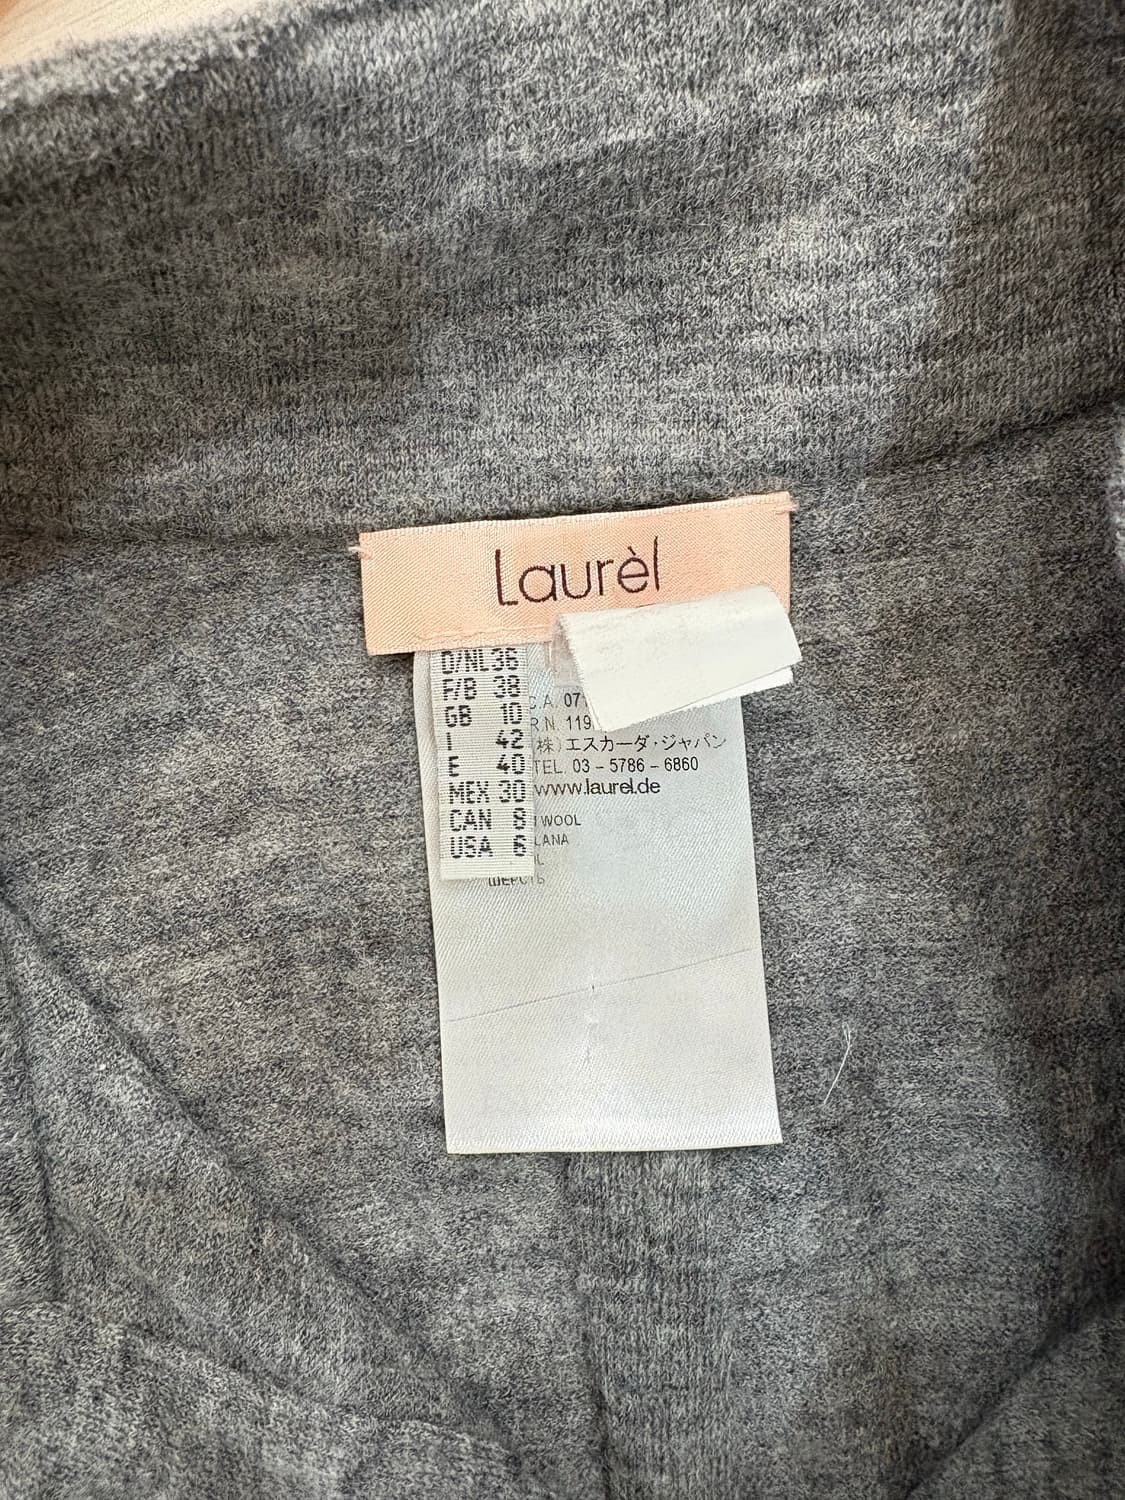 Laurèl
D/NL 36
F/B 38
GB 10
I 42
E 40
MEX 30
CAN 8
USA 6
C.A. 07
R.N. 119
(株)エスカーダ・ジャパン
TEL. 03 – 5786 – 6860
www.laurel.de
WOOL
LANA
ШЕРСТЬ